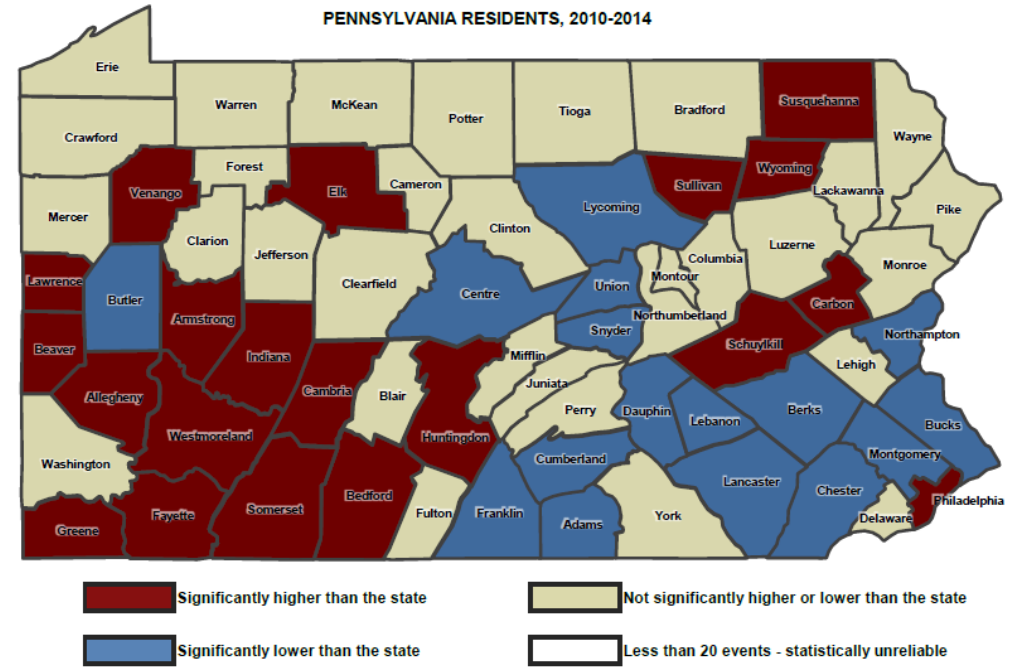 PENNSYLVANIA RESIDENTS, 2010-2014
Erie
Warren
McKean
Potter
Tioga
Bradford
Susquehanna
Wayne
Crawford
Forest
Elk
Cameron
Sullivan
Wyoming
Lackawanna
Venango
Mercer
Clarion
Jefferson
Clinton
Lycoming
Pike
Luzerne
Columbia
Montour
Monroe
Lawrence
Butler
Armstrong
Clearfield
Centre
Union
Northumberland
Carbon
Snyder
Schuylkill
Northampton
Beaver
Indiana
Mifflin
Lehigh
Allegheny
Cambria
Blair
Juniata
Perry
Dauphin
Lebanon
Berks
Bucks
Westmoreland
Huntingdon
Cumberland
Montgomery
Washington
Lancaster
Chester
Philadelphia
Greene
Fayette
Somerset
Bedford
Fulton
Franklin
Adams
York
Delaware
Significantly higher than the state
Not significantly higher or lower than the state
Significantly lower than the state
Less than 20 events - statistically unreliable